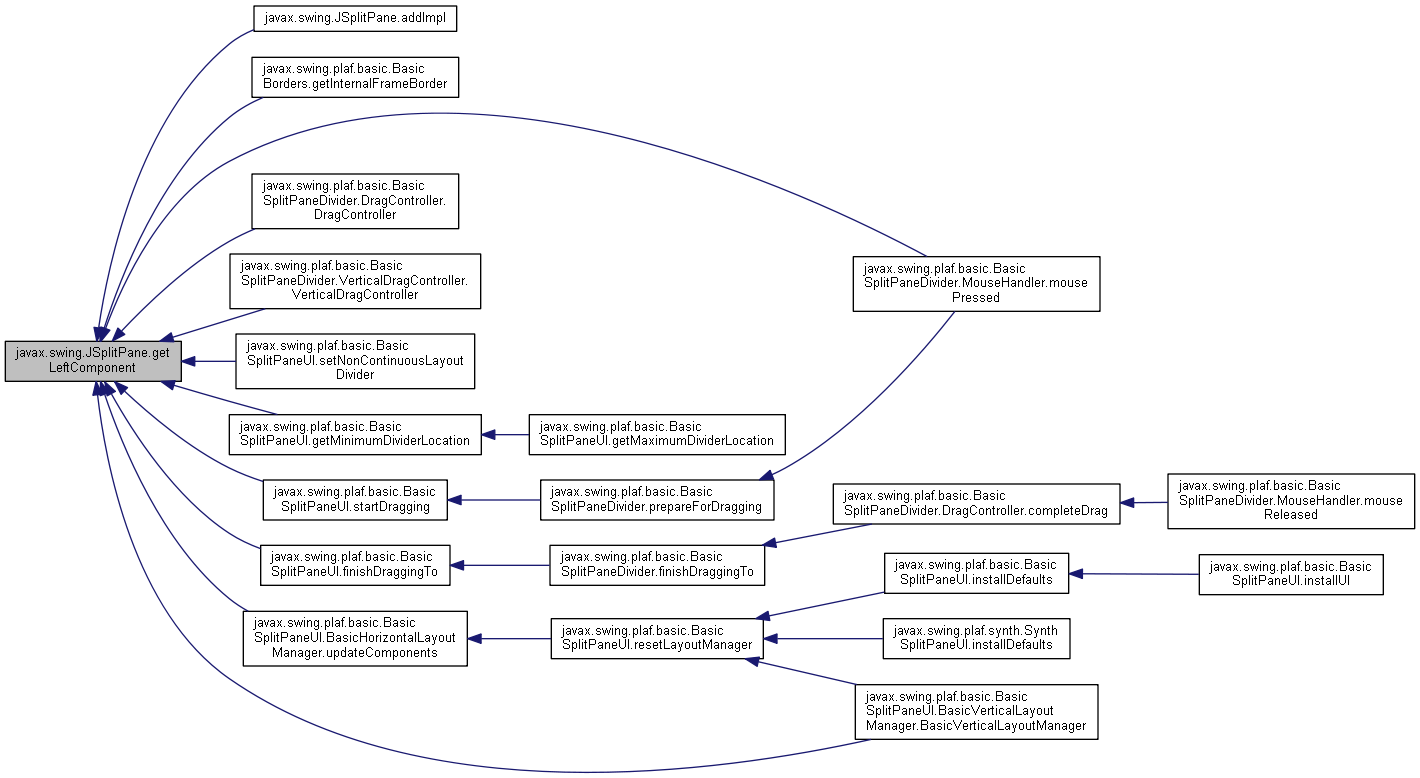 javax.swing.JSplitPane.addImpl
javax.swing.plaf.basic.Basic
Borders.getInternalFrameBorder
javax.swing.plaf.basic.Basic
SplitPaneDivider.DragController.
DragController
javax.swing.plaf.basic.Basic
SplitPaneDivider.VerticalDragController.
VerticalDragController
javax.swing.plaf.basic.Basic
SplitPaneDivider.MouseHandler.mouse
Pressed
javax.swing.JSplitPane.get
LeftComponent
javax.swing.plaf.basic.Basic
SplitPaneUI.setNonContinuousLayout
Divider
javax.swing.plaf.basic.Basic
SplitPaneUI.getMinimumDividerLocation
javax.swing.plaf.basic.Basic
SplitPaneUI.getMaximumDividerLocation
javax.swing.plaf.basic.Basic
SplitPaneUI.startDragging
javax.swing.plaf.basic.Basic
SplitPaneDivider.prepareForDragging
javax.swing.plaf.basic.Basic
SplitPaneDivider.DragController.completeDrag
javax.swing.plaf.basic.Basic
SplitPaneDivider.MouseHandler.mouse
Released
javax.swing.plaf.basic.Basic
SplitPaneUI.finishDraggingTo
javax.swing.plaf.basic.Basic
SplitPaneDivider.finishDraggingTo
javax.swing.plaf.basic.Basic
SplitPaneUI.installDefaults
javax.swing.plaf.basic.Basic
SplitPaneUI.installUI
javax.swing.plaf.basic.Basic
SplitPaneUI.BasicHorizontalLayout
Manager.updateComponents
javax.swing.plaf.basic.Basic
SplitPaneUI.resetLayoutManager
javax.swing.plaf.synth.Synth
SplitPaneUI.installDefaults
javax.swing.plaf.basic.Basic
SplitPaneUI.BasicVerticalLayout
Manager.BasicVerticalLayoutManager